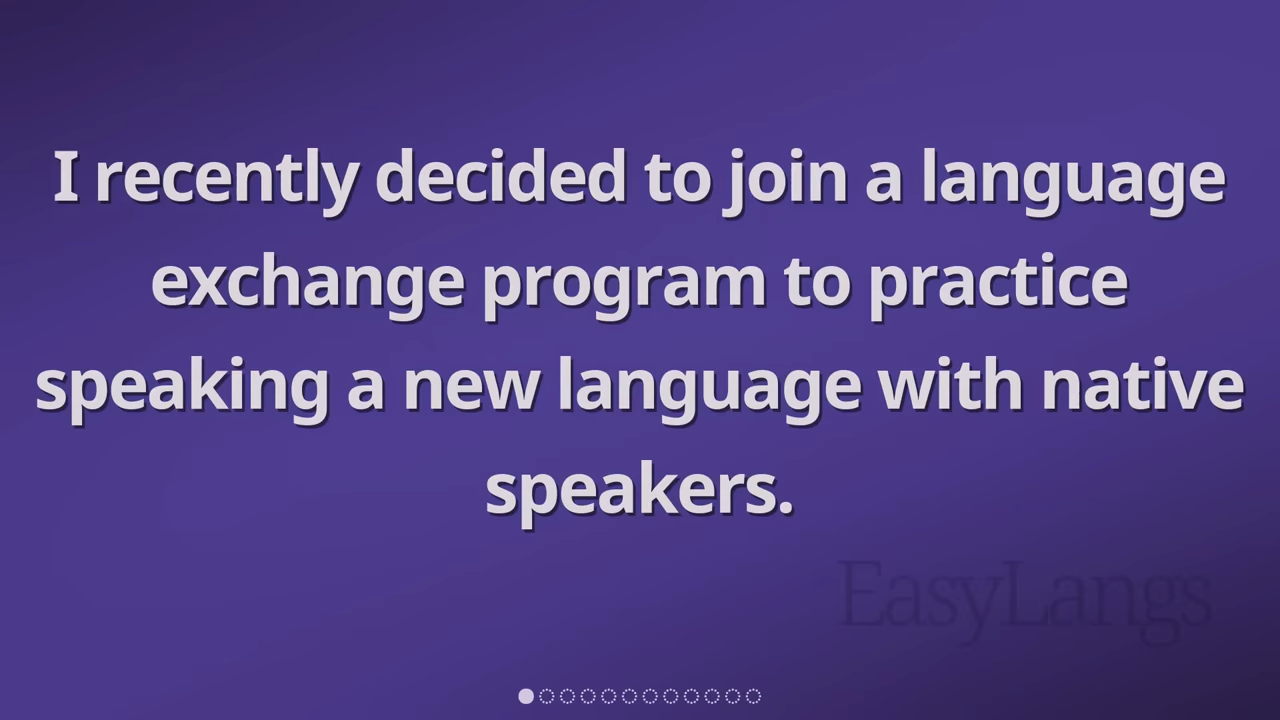 I recently decided to join a language
exchange program to practice
speaking a new language with native
speakers.
EasyLangs